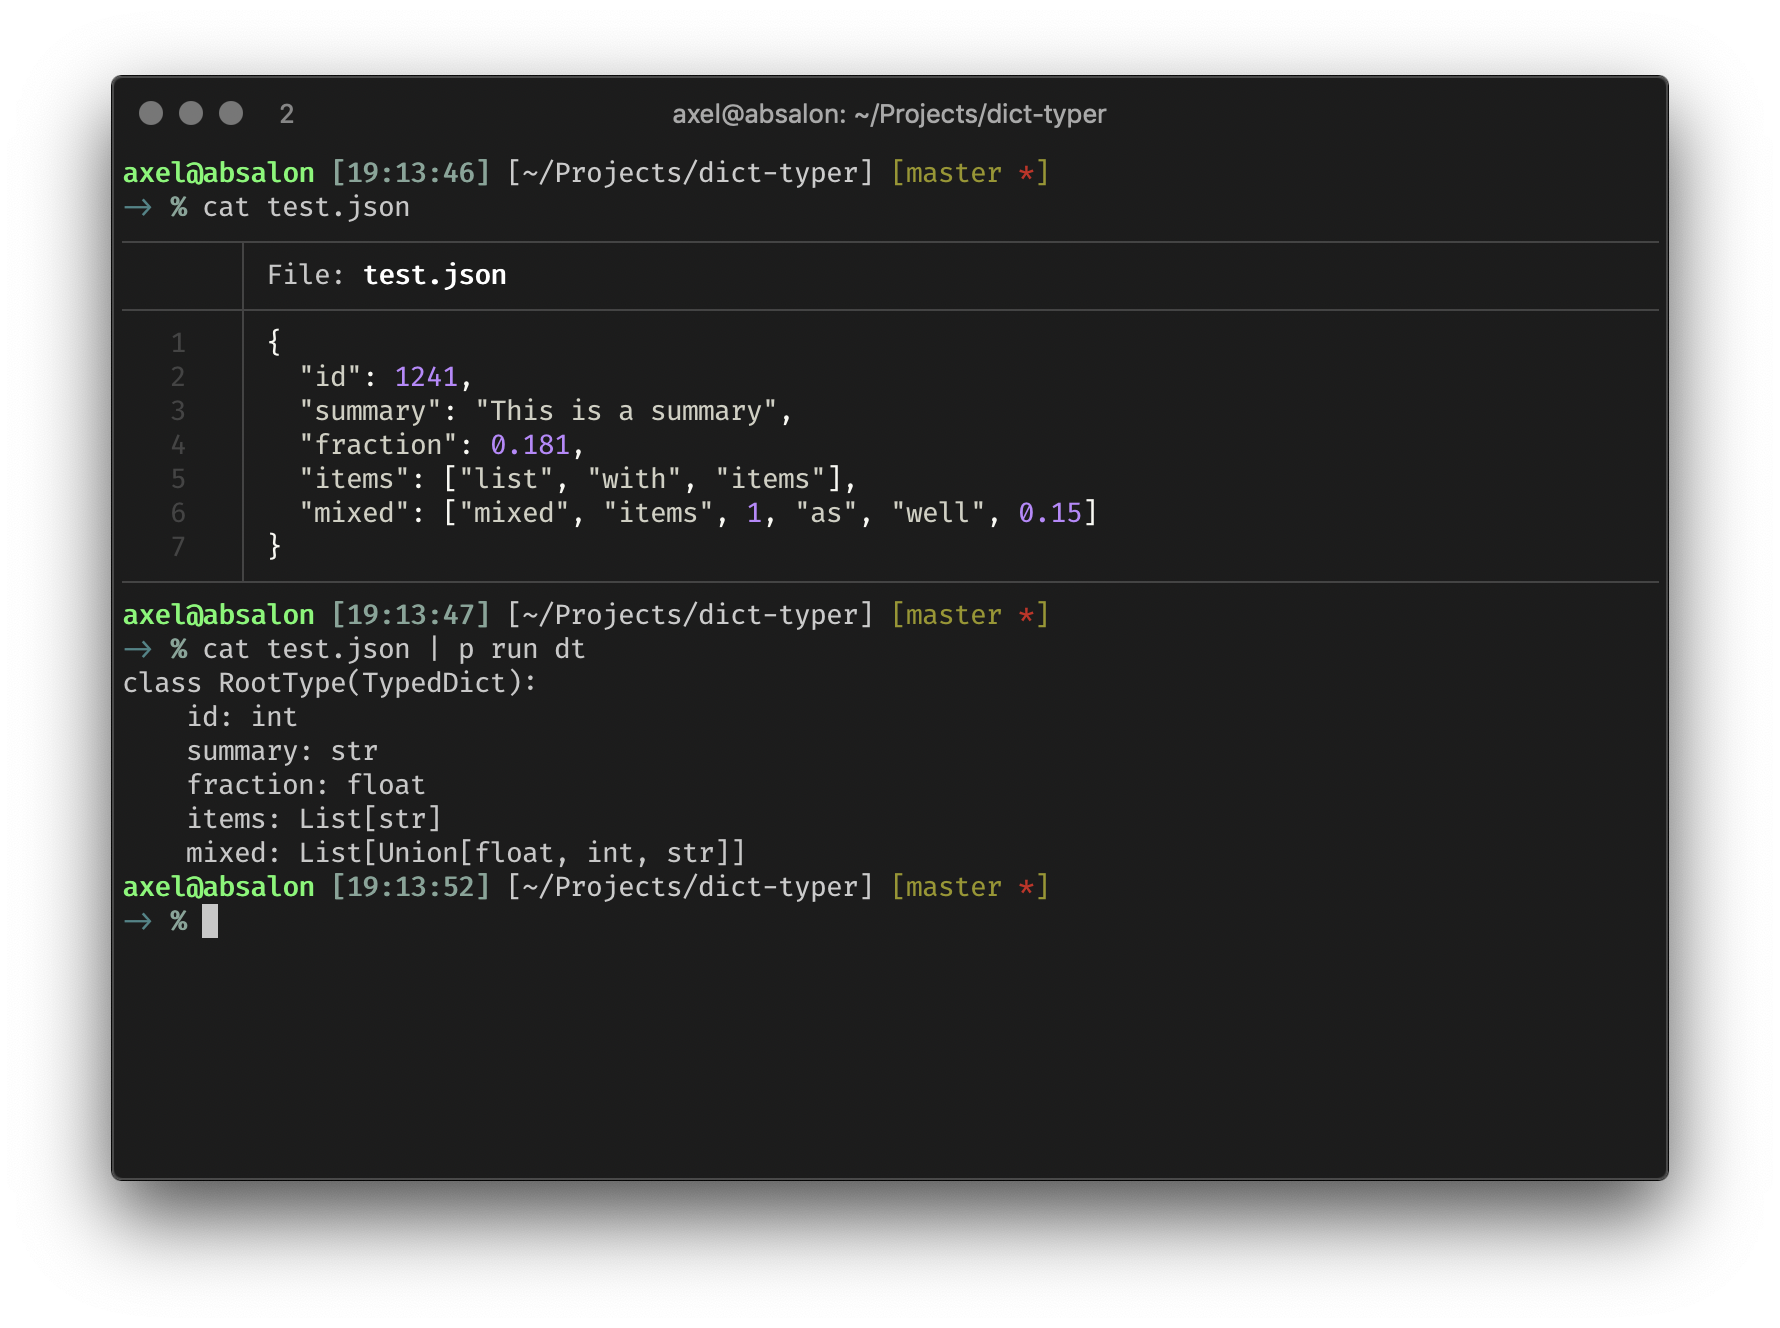 2 axel@absalon: ~/Projects/dict-typer
axel@absalon [19:13:46] [~/Projects/dict-typer] [master *]
→ % cat test.json
File: test.json
1 {
2   "id": 1241,
3   "summary": "This is a summary",
4   "fraction": 0.181,
5   "items": ["list", "with", "items"],
6   "mixed": ["mixed", "items", 1, "as", "well", 0.15]
7 }
axel@absalon [19:13:47] [~/Projects/dict-typer] [master *]
→ % cat test.json | p run dt
class RootType(TypedDict):
    id: int
    summary: str
    fraction: float
    items: List[str]
    mixed: List[Union[float, int, str]]
axel@absalon [19:13:52] [~/Projects/dict-typer] [master *]
→ %